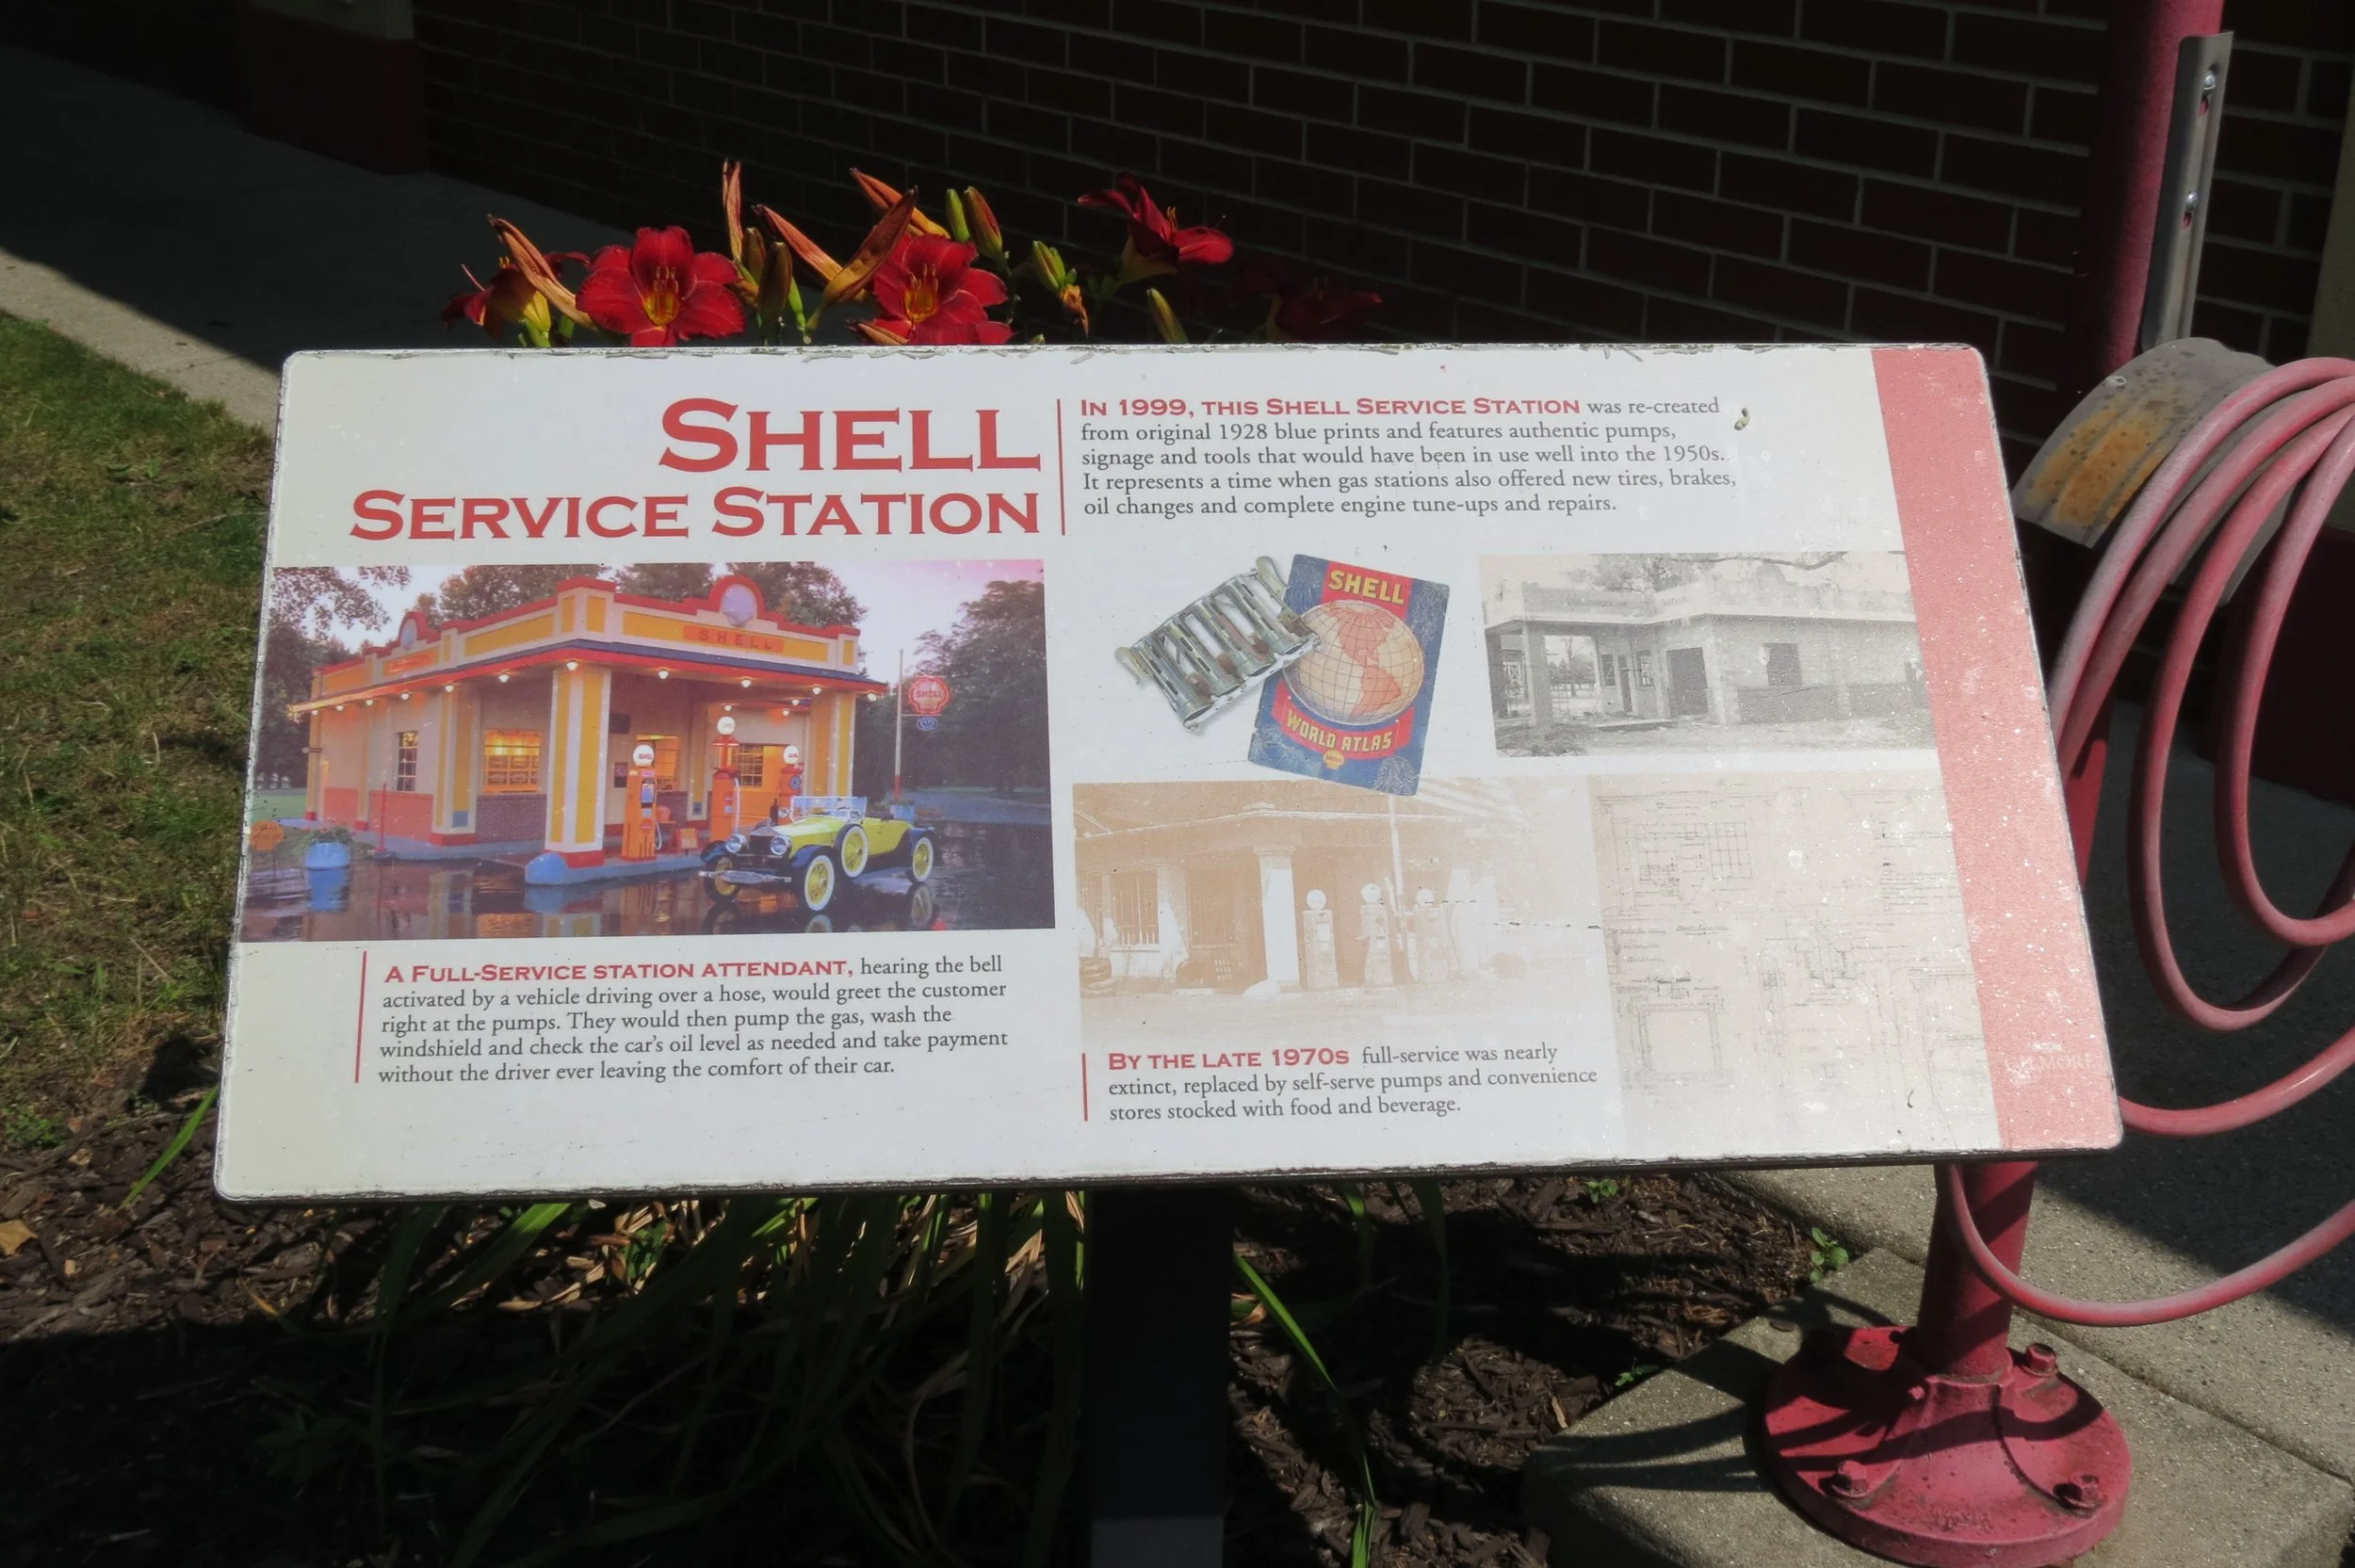 SHELL
SERVICE STATION
IN 1999, THIS SHELL SERVICE STATION was re-created
from original 1928 blue prints and features authentic pumps,
signage and tools that would have been in use well into the 1950s.
It represents a time when gas stations also offered new tires, brakes,
oil changes and complete engine tune-ups and repairs.
SHELL
SHELL
SHELL
WORLD ATLAS
A FULL-SERVICE STATION ATTENDANT, hearing the bell
activated by a vehicle driving over a hose, would greet the customer
right at the pumps. They would then pump the gas, wash the
windshield and check the car's oil level as needed and take payment
without the driver ever leaving the comfort of their car.
BY THE LATE 1970s full-service was nearly
extinct, replaced by self-serve pumps and convenience
stores stocked with food and beverage.